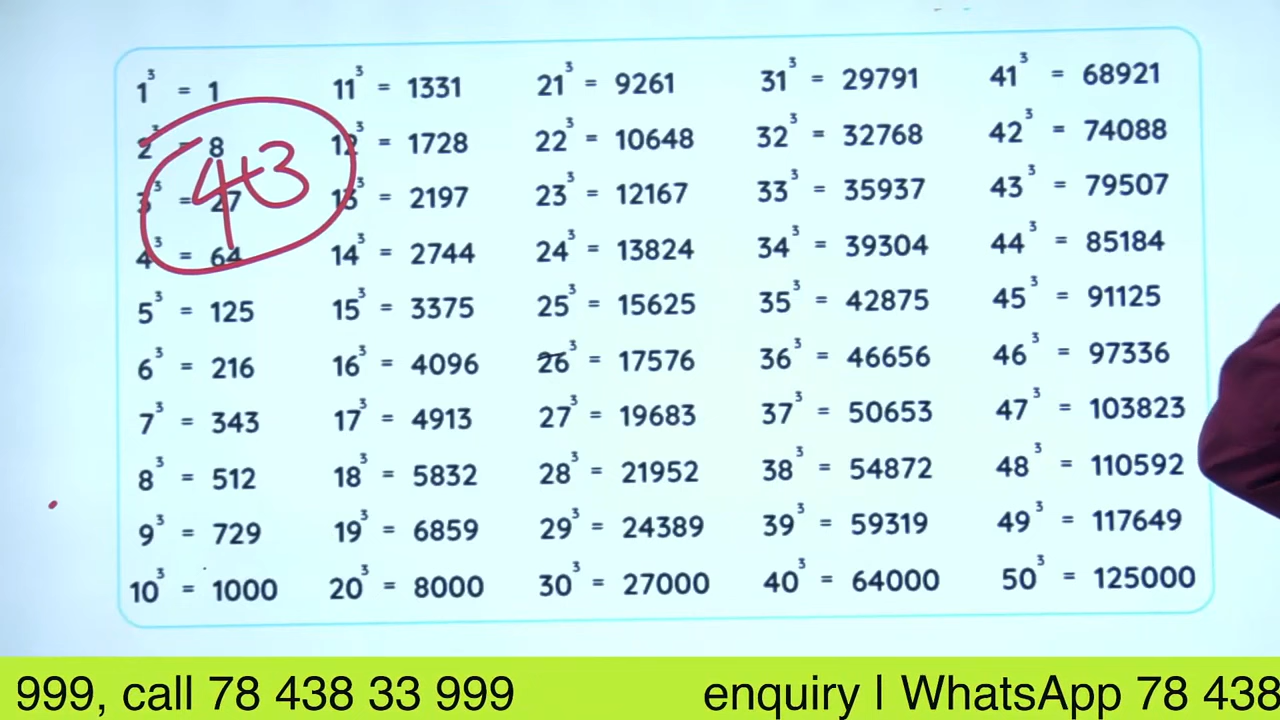 1³ = 1 11³ = 1331 21³ = 9261 31³ = 29791 41³ = 68921
2³ = 8 12³ = 1728 22³ = 10648 32³ = 32768 42³ = 74088
3³ = 27 13³ = 2197 23³ = 12167 33³ = 35937 43³ = 79507
4³ = 64 14³ = 2744 24³ = 13824 34³ = 39304 44³ = 85184
5³ = 125 15³ = 3375 25³ = 15625 35³ = 42875 45³ = 91125
6³ = 216 16³ = 4096 26³ = 17576 36³ = 46656 46³ = 97336
7³ = 343 17³ = 4913 27³ = 19683 37³ = 50653 47³ = 103823
8³ = 512 18³ = 5832 28³ = 21952 38³ = 54872 48³ = 110592
9³ = 729 19³ = 6859 29³ = 24389 39³ = 59319 49³ = 117649
10³ = 1000 20³ = 8000 30³ = 27000 40³ = 64000 50³ = 125000
43
999, call 78 438 33 999 enquiry | WhatsApp 78 438